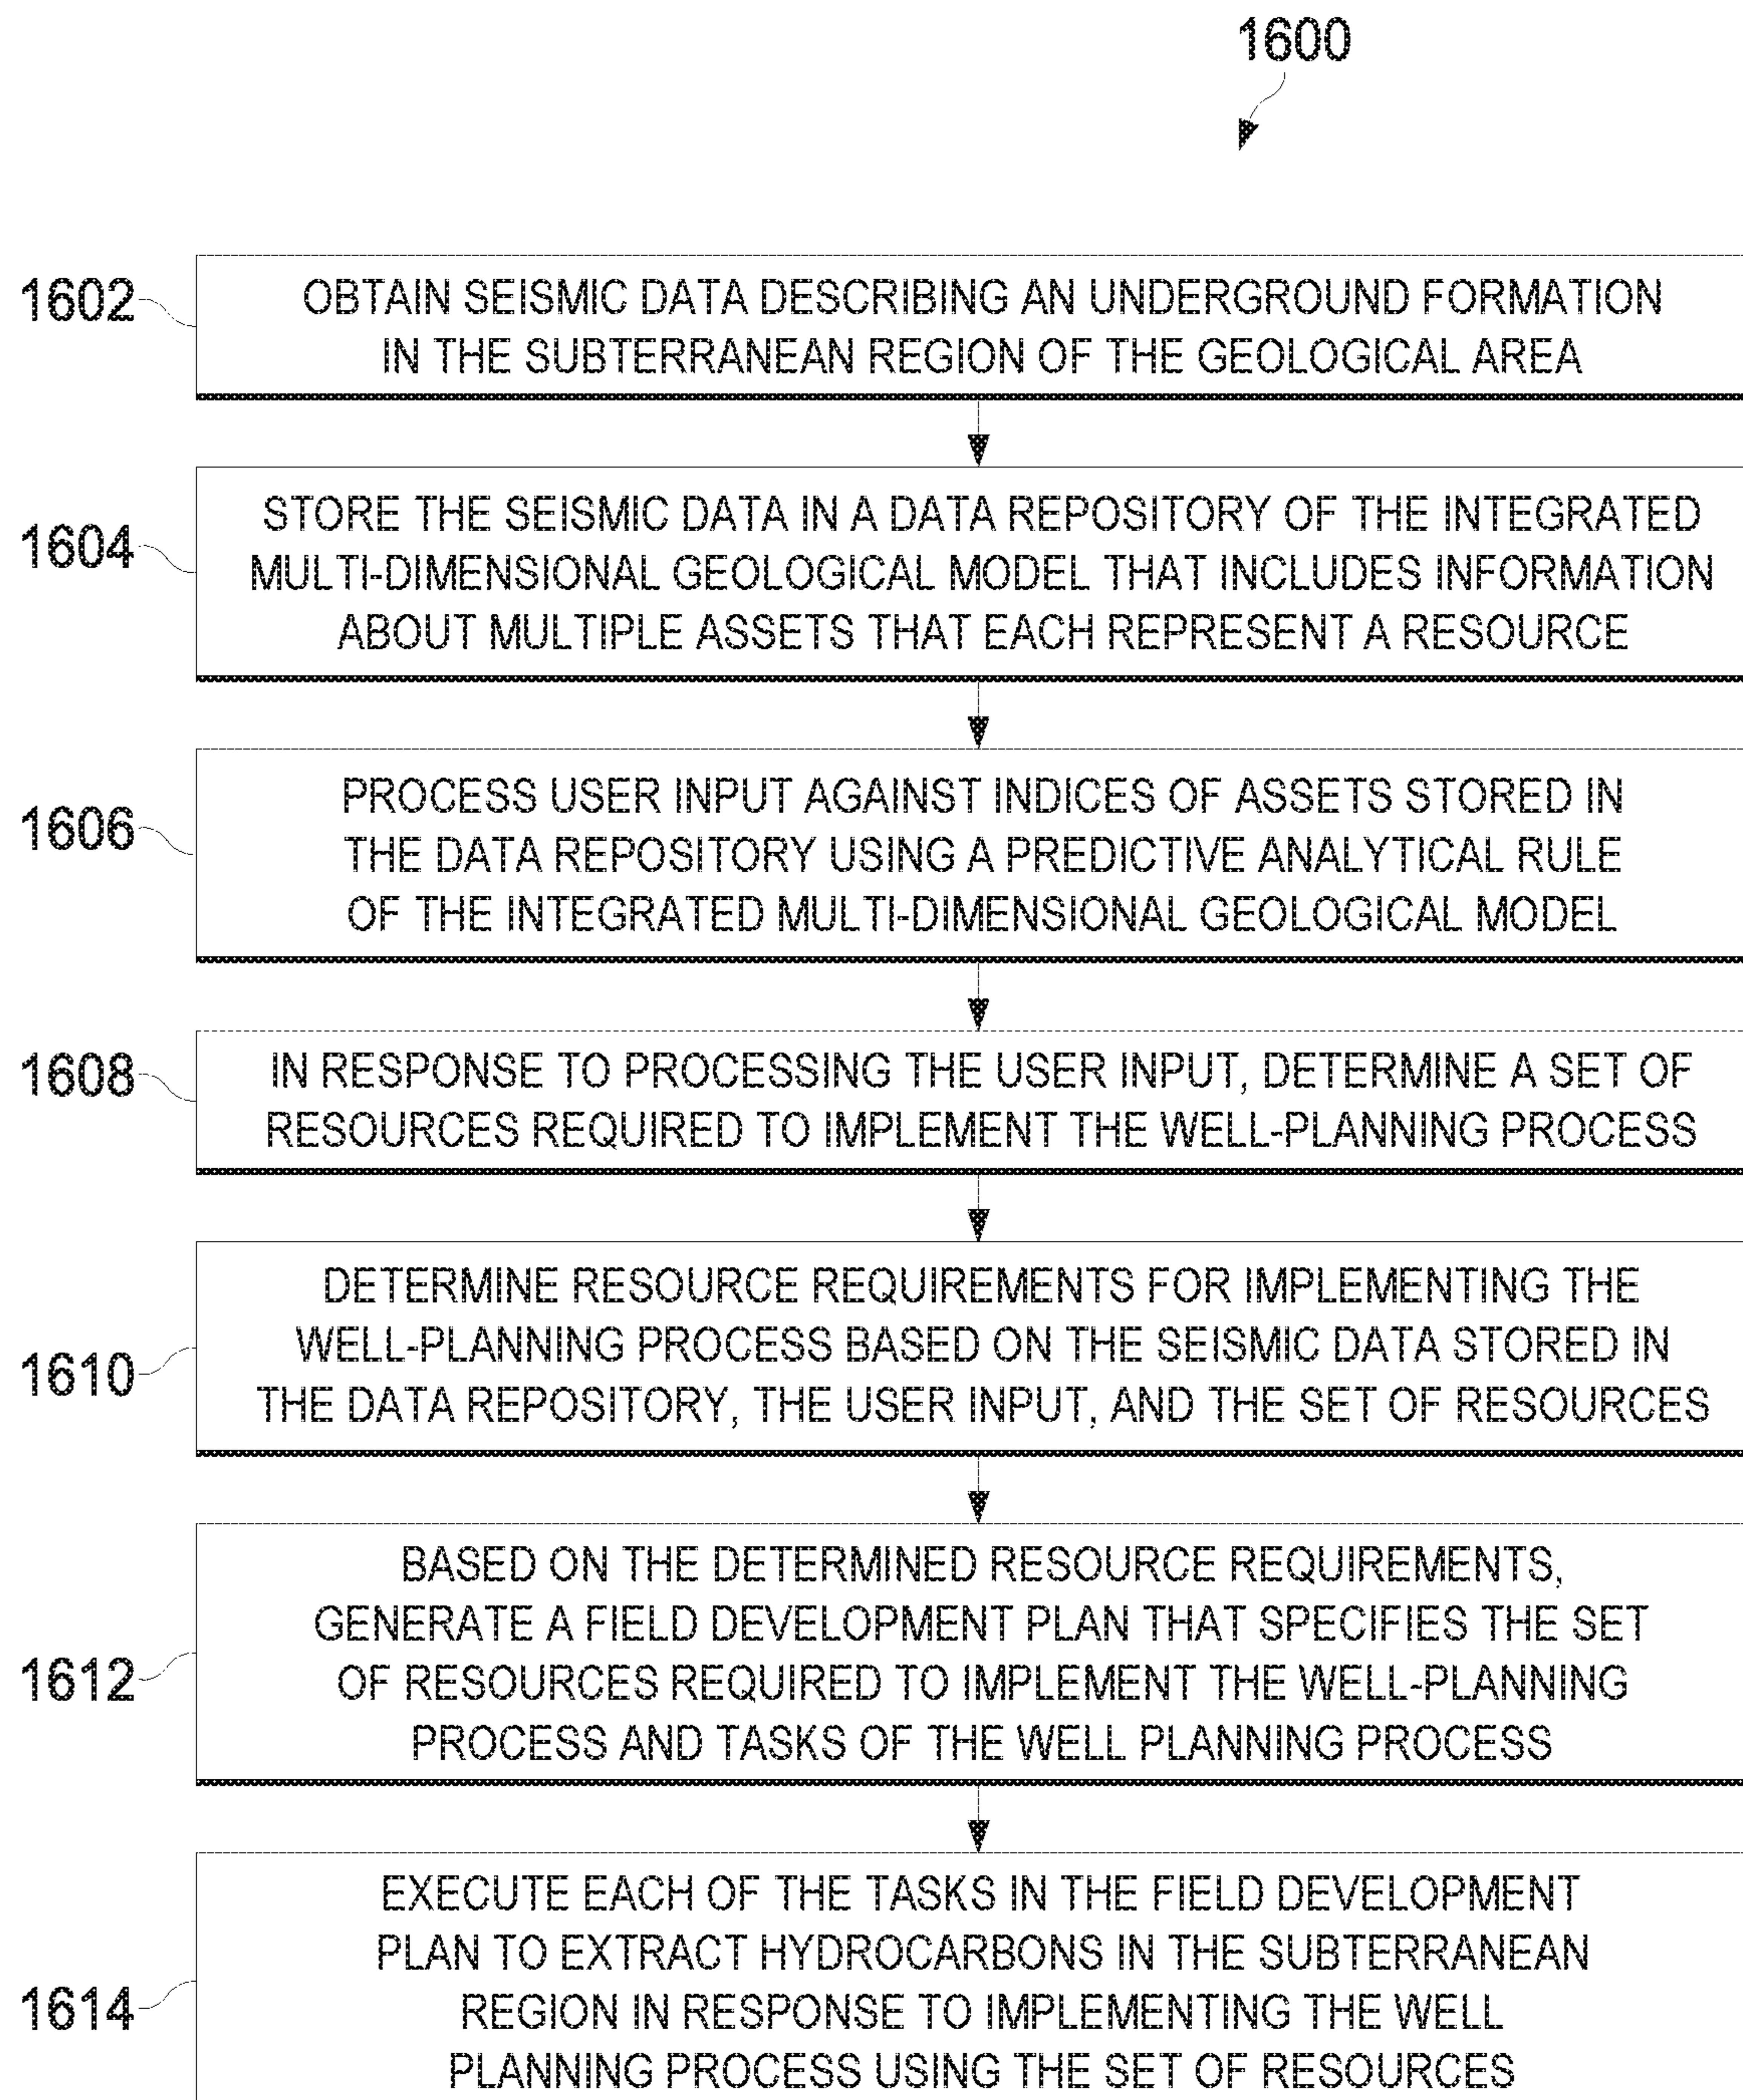 1600
1602
OBTAIN SEISMIC DATA DESCRIBING AN UNDERGROUND FORMATION
IN THE SUBTERRANEAN REGION OF THE GEOLOGICAL AREA
1604
STORE THE SEISMIC DATA IN A DATA REPOSITORY OF THE INTEGRATED
MULTI-DIMENSIONAL GEOLOGICAL MODEL THAT INCLUDES INFORMATION
ABOUT MULTIPLE ASSETS THAT EACH REPRESENT A RESOURCE
1606
PROCESS USER INPUT AGAINST INDICES OF ASSETS STORED IN
THE DATA REPOSITORY USING A PREDICTIVE ANALYTICAL RULE
OF THE INTEGRATED MULTI-DIMENSIONAL GEOLOGICAL MODEL
1608
IN RESPONSE TO PROCESSING THE USER INPUT, DETERMINE A SET OF
RESOURCES REQUIRED TO IMPLEMENT THE WELL-PLANNING PROCESS
1610
DETERMINE RESOURCE REQUIREMENTS FOR IMPLEMENTING THE
WELL-PLANNING PROCESS BASED ON THE SEISMIC DATA STORED IN
THE DATA REPOSITORY, THE USER INPUT, AND THE SET OF RESOURCES
1612
BASED ON THE DETERMINED RESOURCE REQUIREMENTS,
GENERATE A FIELD DEVELOPMENT PLAN THAT SPECIFIES THE SET
OF RESOURCES REQUIRED TO IMPLEMENT THE WELL-PLANNING
PROCESS AND TASKS OF THE WELL PLANNING PROCESS
1614
EXECUTE EACH OF THE TASKS IN THE FIELD DEVELOPMENT
PLAN TO EXTRACT HYDROCARBONS IN THE SUBTERRANEAN
REGION IN RESPONSE TO IMPLEMENTING THE WELL
PLANNING PROCESS USING THE SET OF RESOURCES